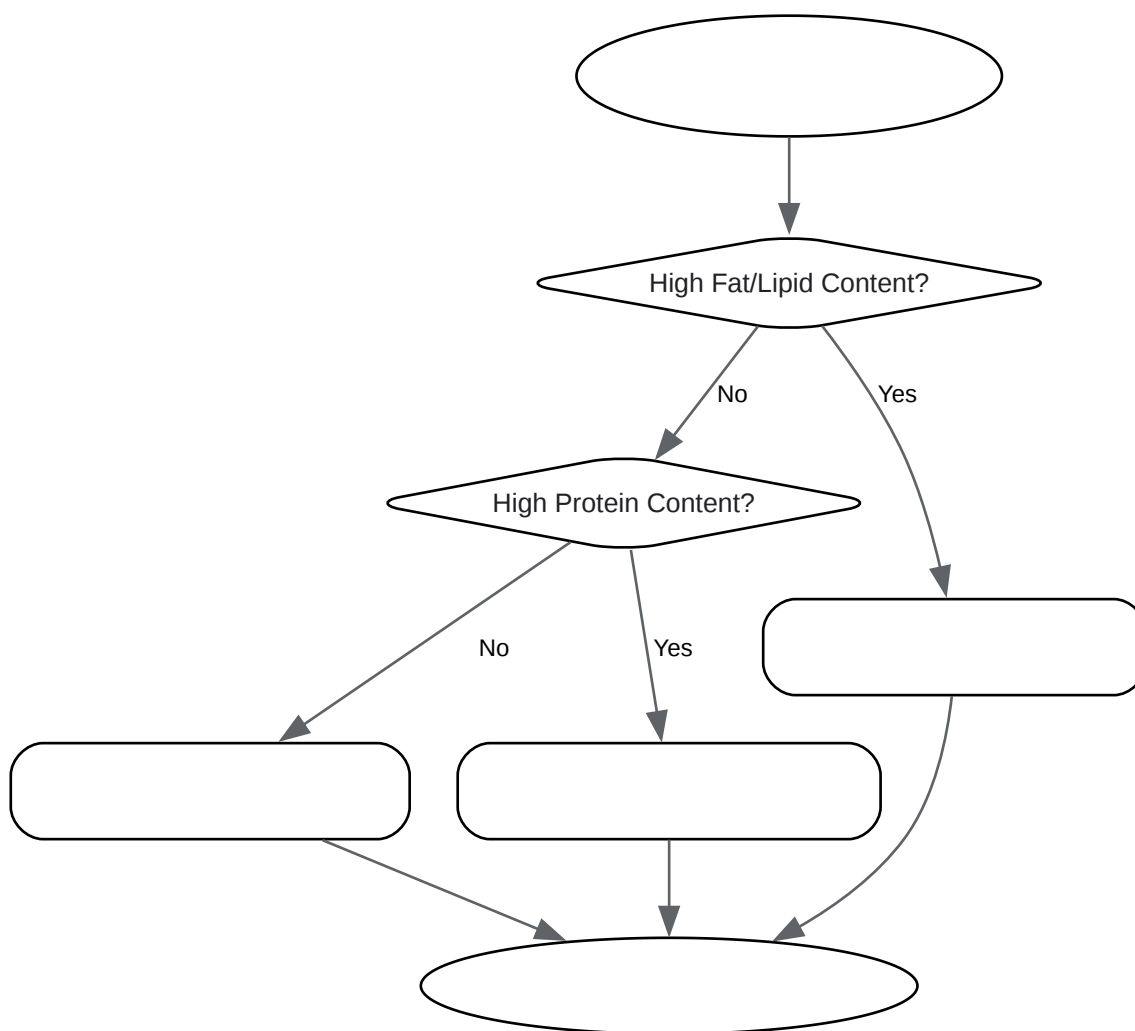 High Fat/Lipid Content?
No
Yes
High Protein Content?
No
Yes